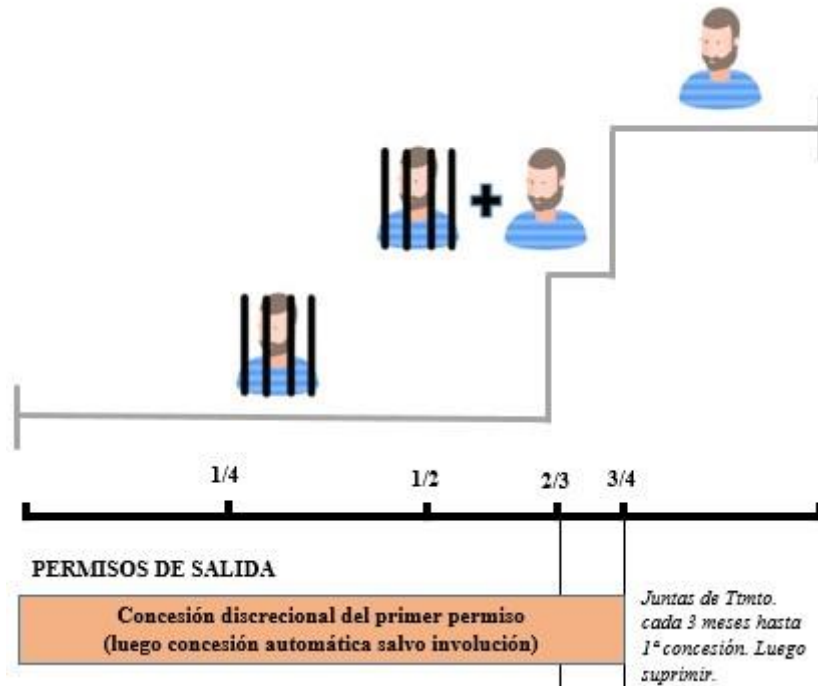 1/4
1/2
2/3
3/4
PERMISOS DE SALIDA
Concesión discrecional del primer permiso
(luego concesión automática salvo involución)
Juntas de Ttmto.
cada 3 meses hasta
1ª concesión. Luego
suprimir.